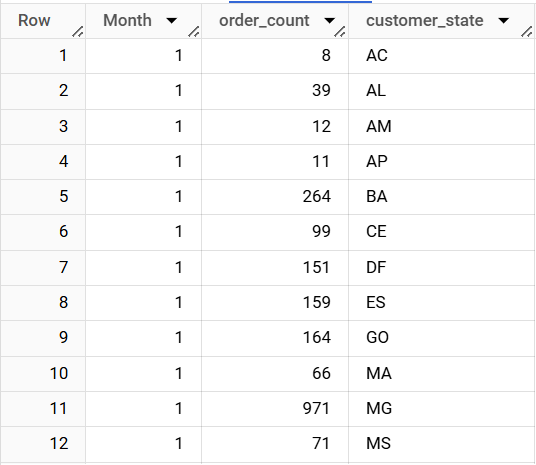 Row Month order_count customer_state
1 1 8 AC
2 1 39 AL
3 1 12 AM
4 1 11 AP
5 1 264 BA
6 1 99 CE
7 1 151 DF
8 1 159 ES
9 1 164 GO
10 1 66 MA
11 1 971 MG
12 1 71 MS